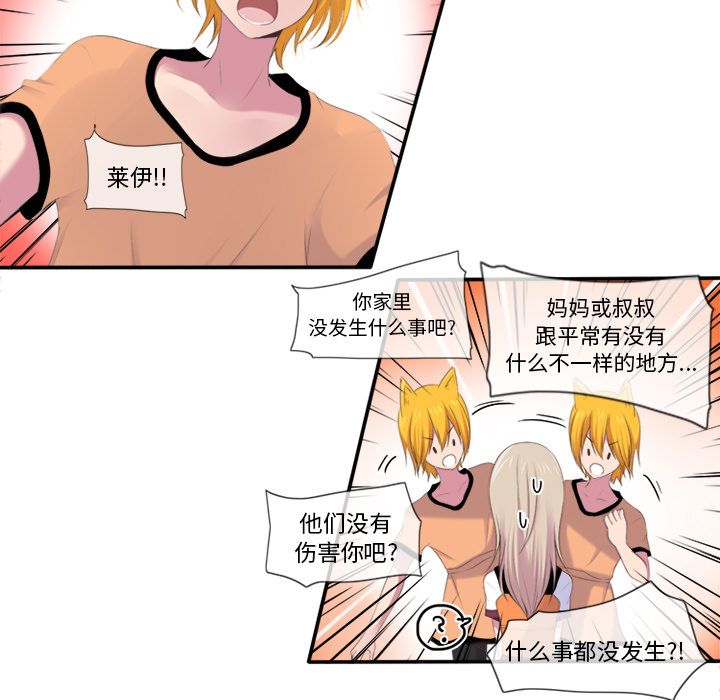 莱伊!!
你家里
没发生什么事吧?
妈妈或叔叔
跟平常有没有
什么不一样的地方...
他们没有
伤害你吧?
?
什么事都没发生?!